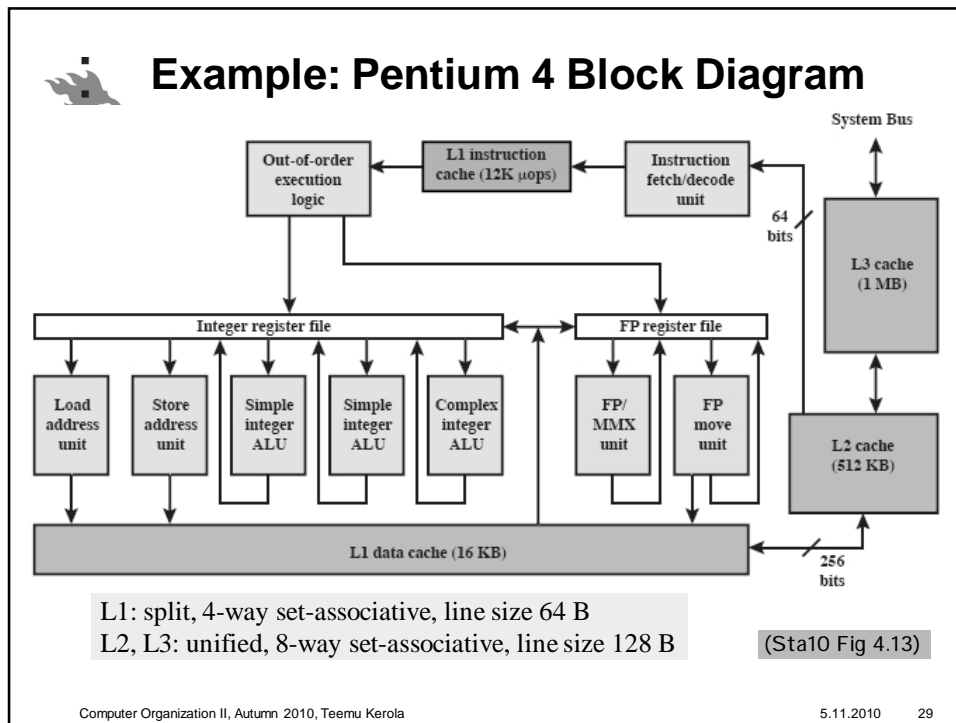 Example: Pentium 4 Block Diagram
System Bus
Out-of-order
execution
logic
L1 instruction
cache (12K μops)
Instruction
fetch/decode
unit
64
bits
L3 cache
(1 MB)
Integer register file
FP register file
Load
address
unit
Store
address
unit
Simple
integer
ALU
Simple
integer
ALU
Complex
integer
ALU
FP/
MMX
unit
FP
move
unit
L2 cache
(512 KB)
L1 data cache (16 KB)
256
bits
L1: split, 4-way set-associative, line size 64 B
L2, L3: unified, 8-way set-associative, line size 128 B
(Sta10 Fig 4.13)
Computer Organization II, Autumn 2010, Teemu Kerola
5.11.2010
29